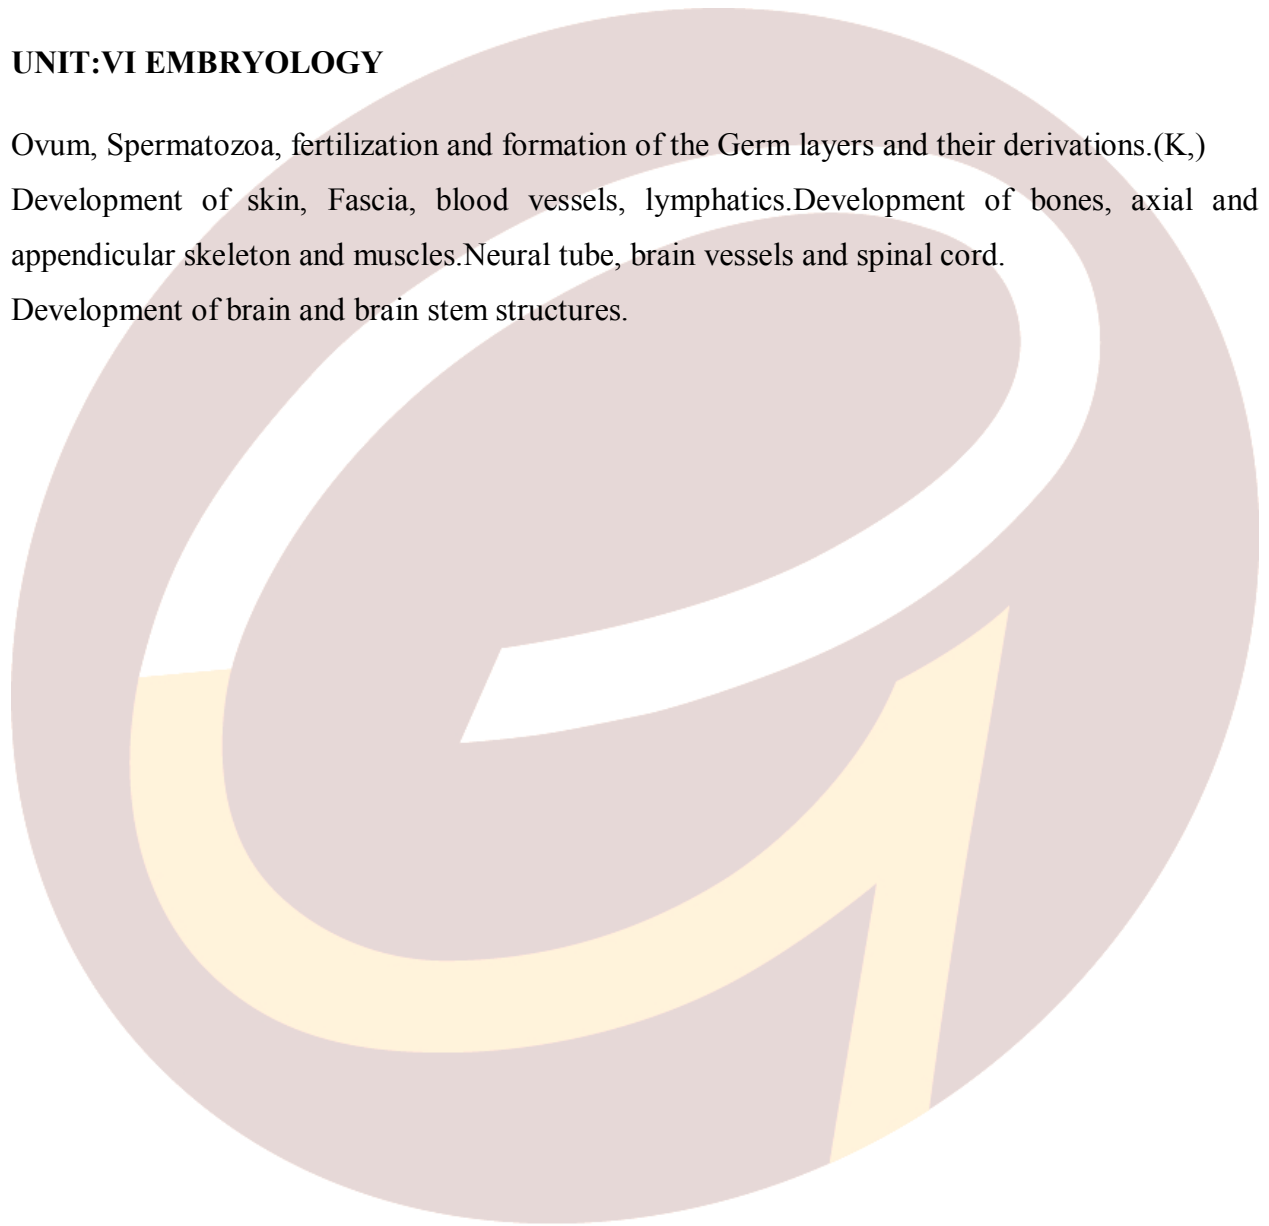 UNIT:VI EMBRYOLOGY
Ovum, Spermatozoa, fertilization and formation of the Germ layers and their derivations.(K,)
Development of skin, Fascia, blood vessels, lymphatics.Development of bones, axial and
appendicular skeleton and muscles.Neural tube, brain vessels and spinal cord.
Development of brain and brain stem structures.